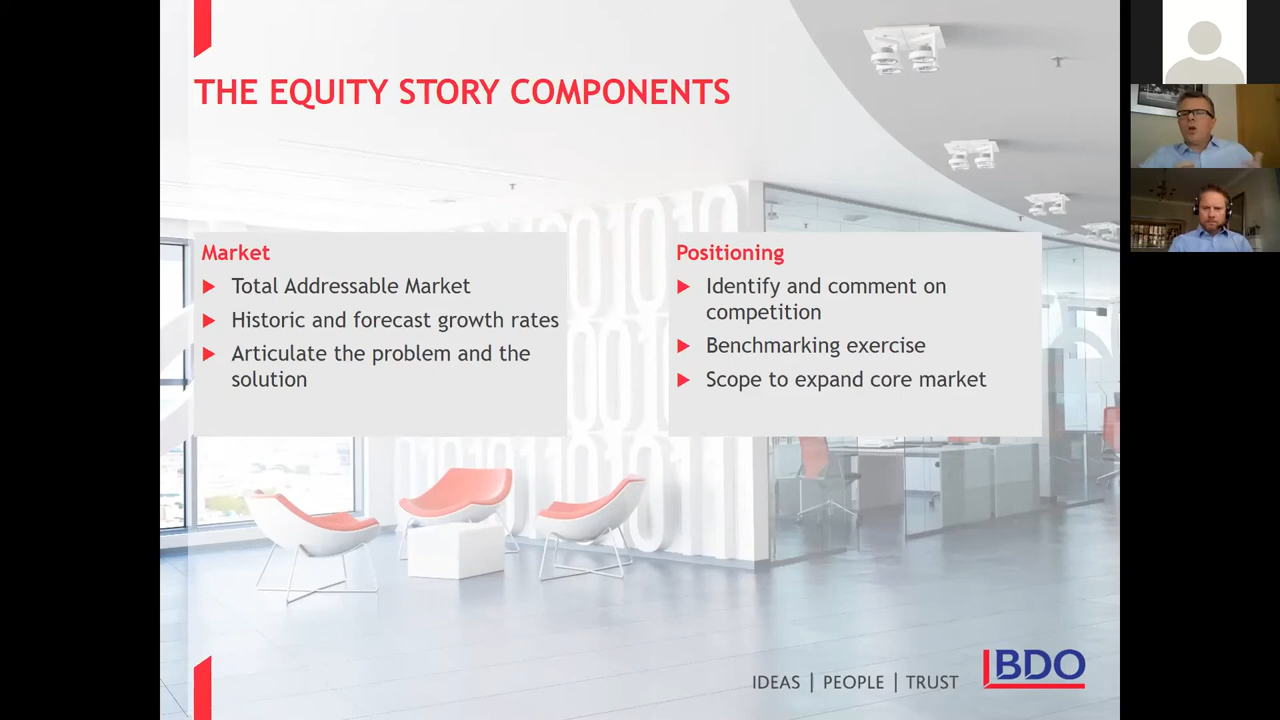 THE EQUITY STORY COMPONENTS
Market
Total Addressable Market
Historic and forecast growth rates
Articulate the problem and the
solution
Positioning
Identify and comment on
competition
Benchmarking exercise
Scope to expand core market
IDEAS | PEOPLE | TRUST
BDO